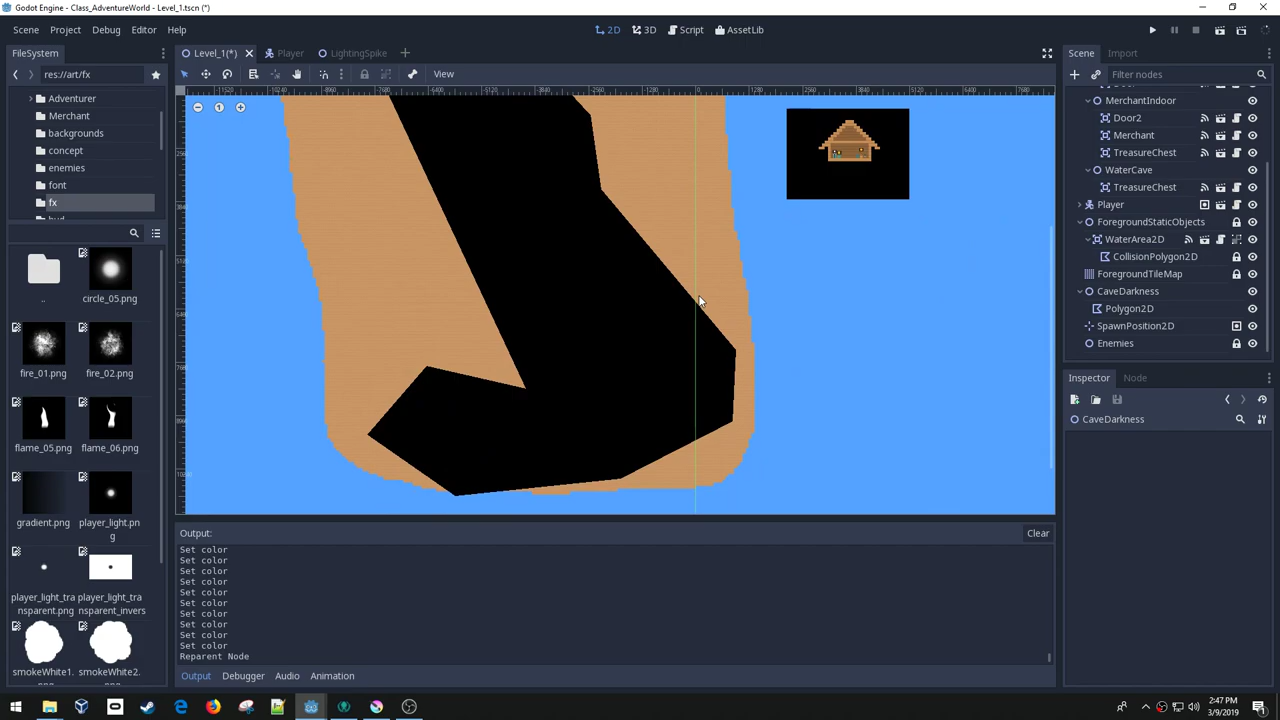 Godot Engine - Class_AdventureWorld - Level_1.tscn (*)
Scene Project Debug Editor Help
2D 3D Script AssetLib
FileSystem
Level_1(*) Player LightingSpike
Scene Import
res://art/fx
View
Filter nodes
Adventurer
Merchant
backgrounds
concept
enemies
font
fx
MerchantIndoor
Door2
Merchant
TreasureChest
WaterCave
TreasureChest
Player
ForegroundStaticObjects
WaterArea2D
CollisionPolygon2D
ForegroundTileMap
CaveDarkness
Polygon2D
SpawnPosition2D
Enemies
..
circle_05.png
fire_01.png
fire_02.png
flame_05.png
flame_06.png
gradient.png
player_light.pn
g
player_light_tra
nsparent.png
player_light_tra
nsparent_invers
smokeWhite1.
smokeWhite2.
Inspector Node
CaveDarkness
Output:
Clear
Set color
Set color
Set color
Set color
Set color
Set color
Set color
Set color
Set color
Set color
Reparent Node
Output Debugger Audio Animation
2:47 PM
3/9/2019